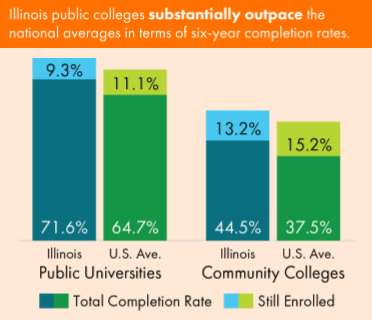 Illinois public colleges substantially outpace the
national averages in terms of six-year completion rates.
9.3%
11.1%
13.2%
15.2%
71.6%
64.7%
44.5%
37.5%
Illinois
U.S. Ave.
Illinois
U.S. Ave.
Public Universities
Community Colleges
Total Completion Rate
Still Enrolled